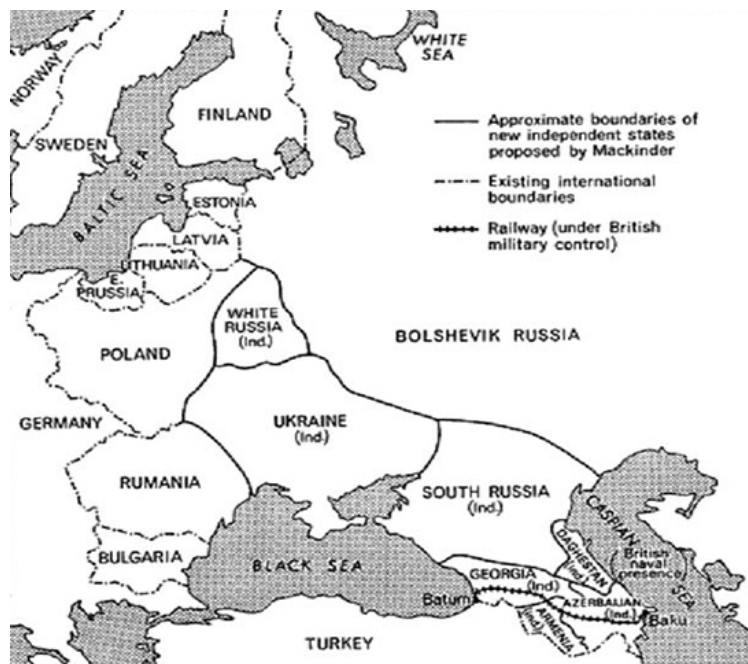 WHITE
SEA
NORWAY
FINLAND
SWEDEN
BALTIC SEA
Approximate boundaries of
new independent states
proposed by Mackinder
Existing international
boundaries
Railway (under British
military control)
ESTONIA
LATVIA
LITHUANIA
E.
PRUSSIA
WHITE
RUSSIA
(Ind.)
BOLSHEVIK RUSSIA
POLAND
GERMANY
UKRAINE
(Ind.)
RUMANIA
SOUTH RUSSIA
(Ind.)
CASPIAN SEA
BULGARIA
BLACK SEA
DAGHESTAN
(Ind.)
(British
naval
presence)
GEORGIA (Ind.)
Batum
AZERBAIJAN
(Ind.)
ARMENIA
(Ind.)
Baku
TURKEY